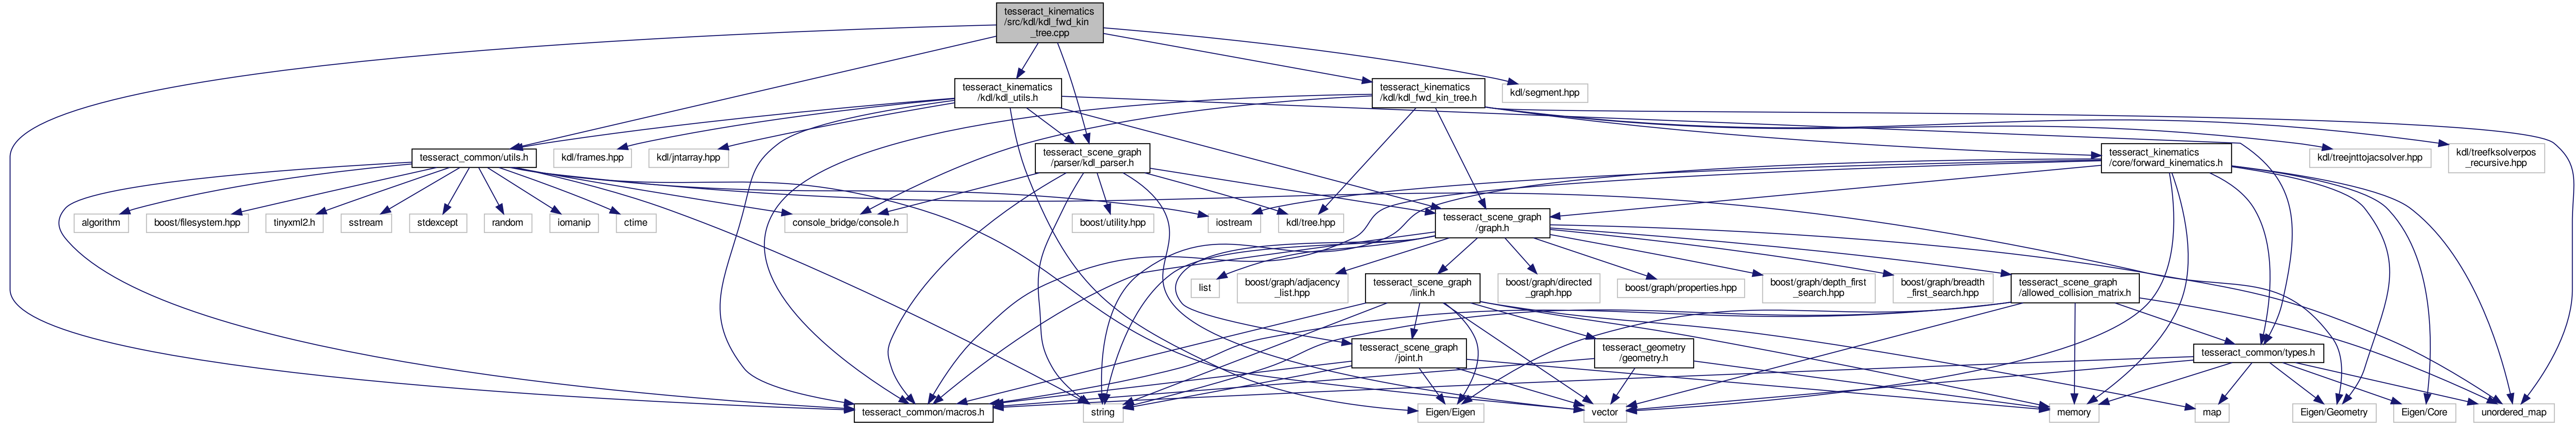 tesseract_kinematics
/src/kdl/kdl_fwd_kin
_tree.cpp
tesseract_kinematics
/kdl/kdl_utils.h
tesseract_kinematics
/kdl/kdl_fwd_kin_tree.h
kdl/segment.hpp
tesseract_common/utils.h
kdl/frames.hpp
kdl/jntarray.hpp
tesseract_scene_graph
/parser/kdl_parser.h
tesseract_kinematics
/core/forward_kinematics.h
kdl/treejnttojacsolver.hpp
kdl/treefksolverpos
_recursive.hpp
algorithm
boost/filesystem.hpp
tinyxml2.h
sstream
stdexcept
random
iomanip
ctime
console_bridge/console.h
boost/utility.hpp
iostream
kdl/tree.hpp
tesseract_scene_graph
/graph.h
list
boost/graph/adjacency
_list.hpp
tesseract_scene_graph
/link.h
boost/graph/directed
_graph.hpp
boost/graph/properties.hpp
boost/graph/depth_first
_search.hpp
boost/graph/breadth
_first_search.hpp
tesseract_scene_graph
/allowed_collision_matrix.h
tesseract_scene_graph
/joint.h
tesseract_geometry
/geometry.h
tesseract_common/types.h
tesseract_common/macros.h
string
Eigen/Eigen
vector
memory
map
Eigen/Geometry
Eigen/Core
unordered_map